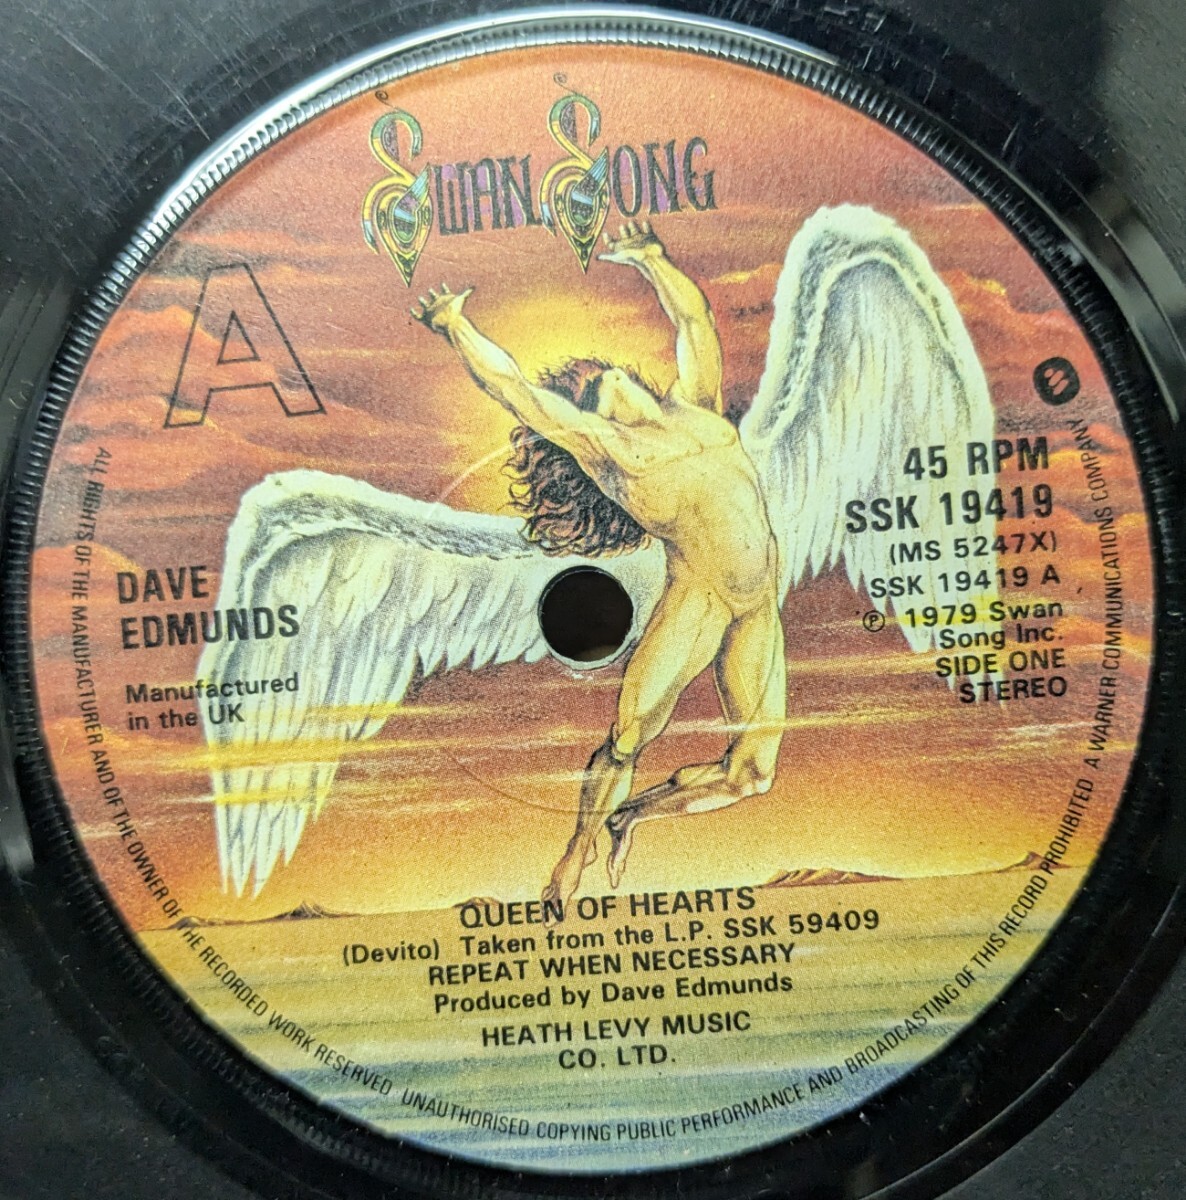 SWAN SONG
A
45 RPM
SSK 19419
(MS 5247X)
SSK 19419 A
℗ 1979 Swan
Song Inc.
SIDE ONE
STEREO
DAVE
EDMUNDS
Manufactured
in the UK
QUEEN OF HEARTS
(Devito) Taken from the L.P. SSK 59409
REPEAT WHEN NECESSARY
Produced by Dave Edmunds
HEATH LEVY MUSIC
CO. LTD.
ALL RIGHTS OF THE MANUFACTURER AND OF THE OWNER OF THE RECORDED WORK RESERVED UNAUTHORISED COPYING PUBLIC PERFORMANCE AND BROADCASTING OF THIS RECORD PROHIBITED A WARNER COMMUNICATIONS COMPANY